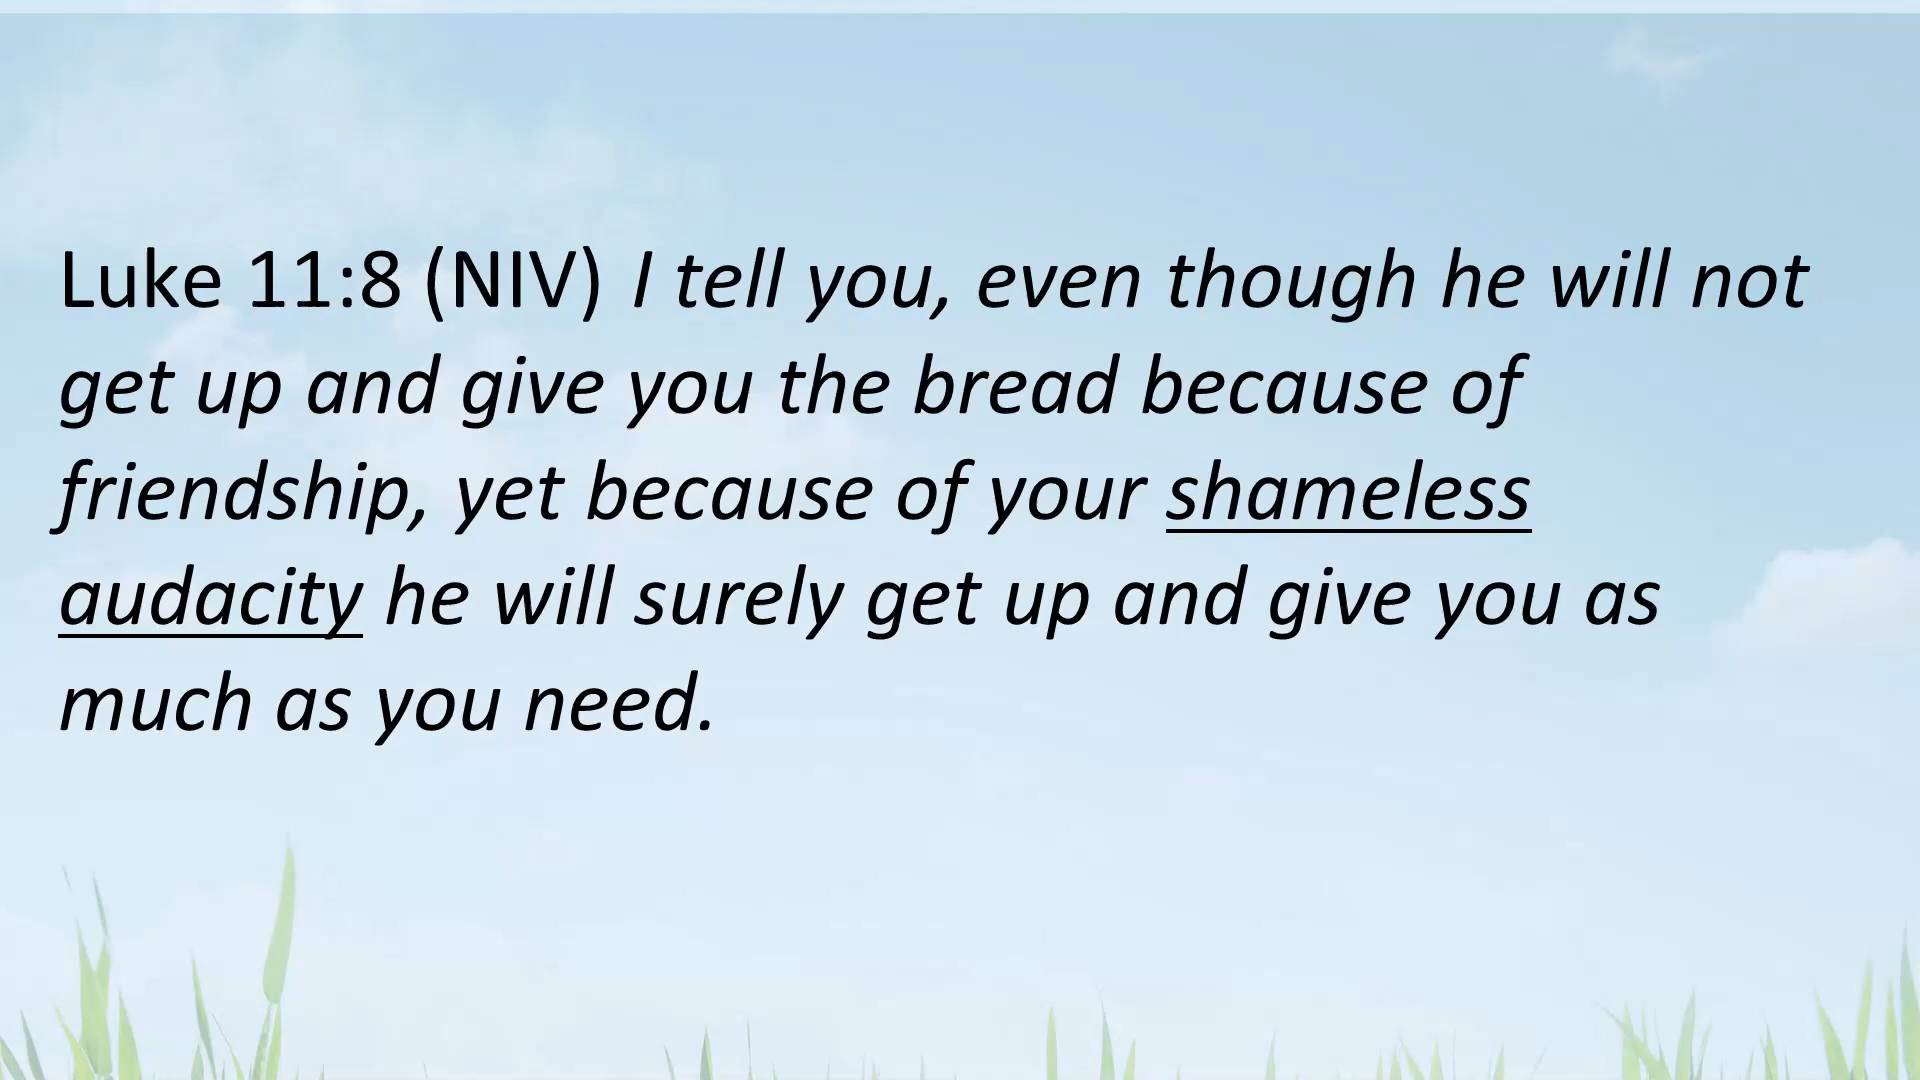 Luke 11:8 (NIV) I tell you, even though he will not
get up and give you the bread because of
friendship, yet because of your shameless
audacity he will surely get up and give you as
much as you need.